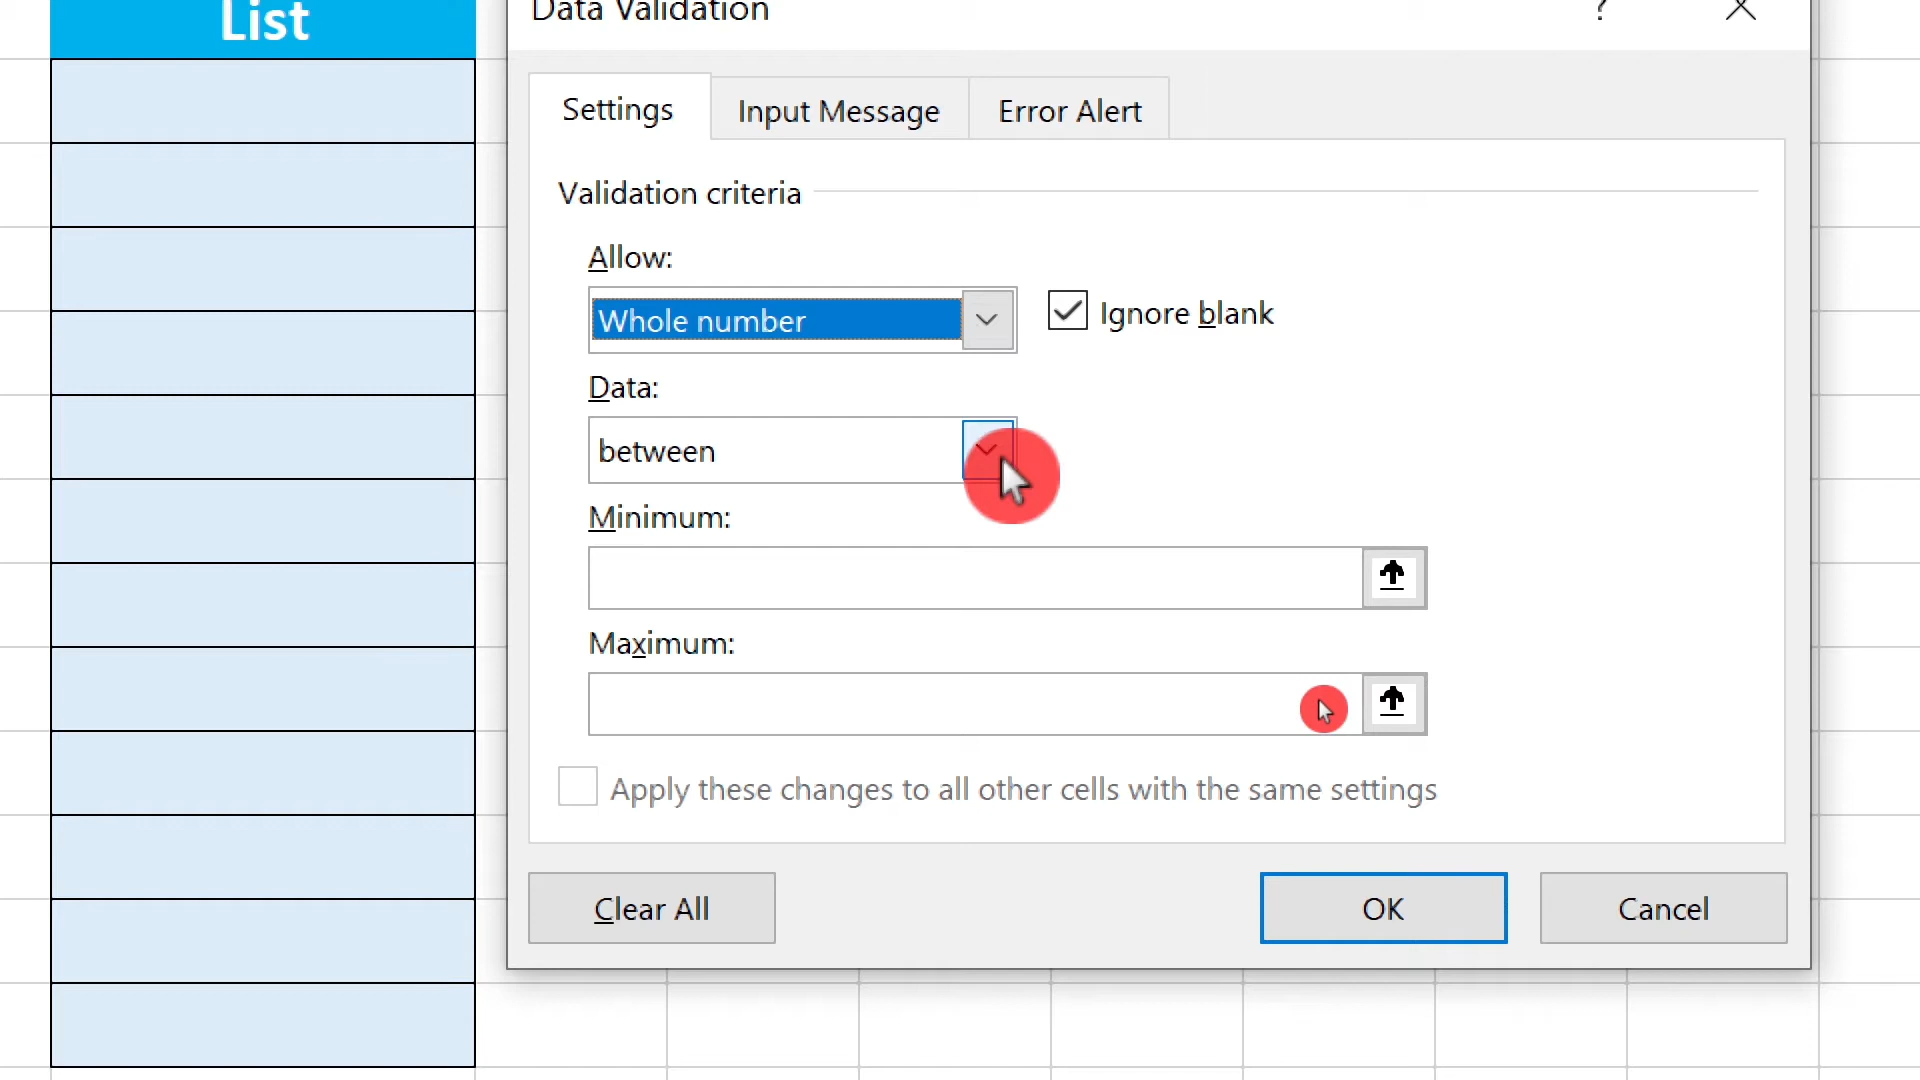 List
Data Validation
?
Settings
Input Message
Error Alert
Validation criteria
Allow:
Whole number
Ignore blank
Data:
between
Minimum:
Maximum:
Apply these changes to all other cells with the same settings
Clear All
OK
Cancel